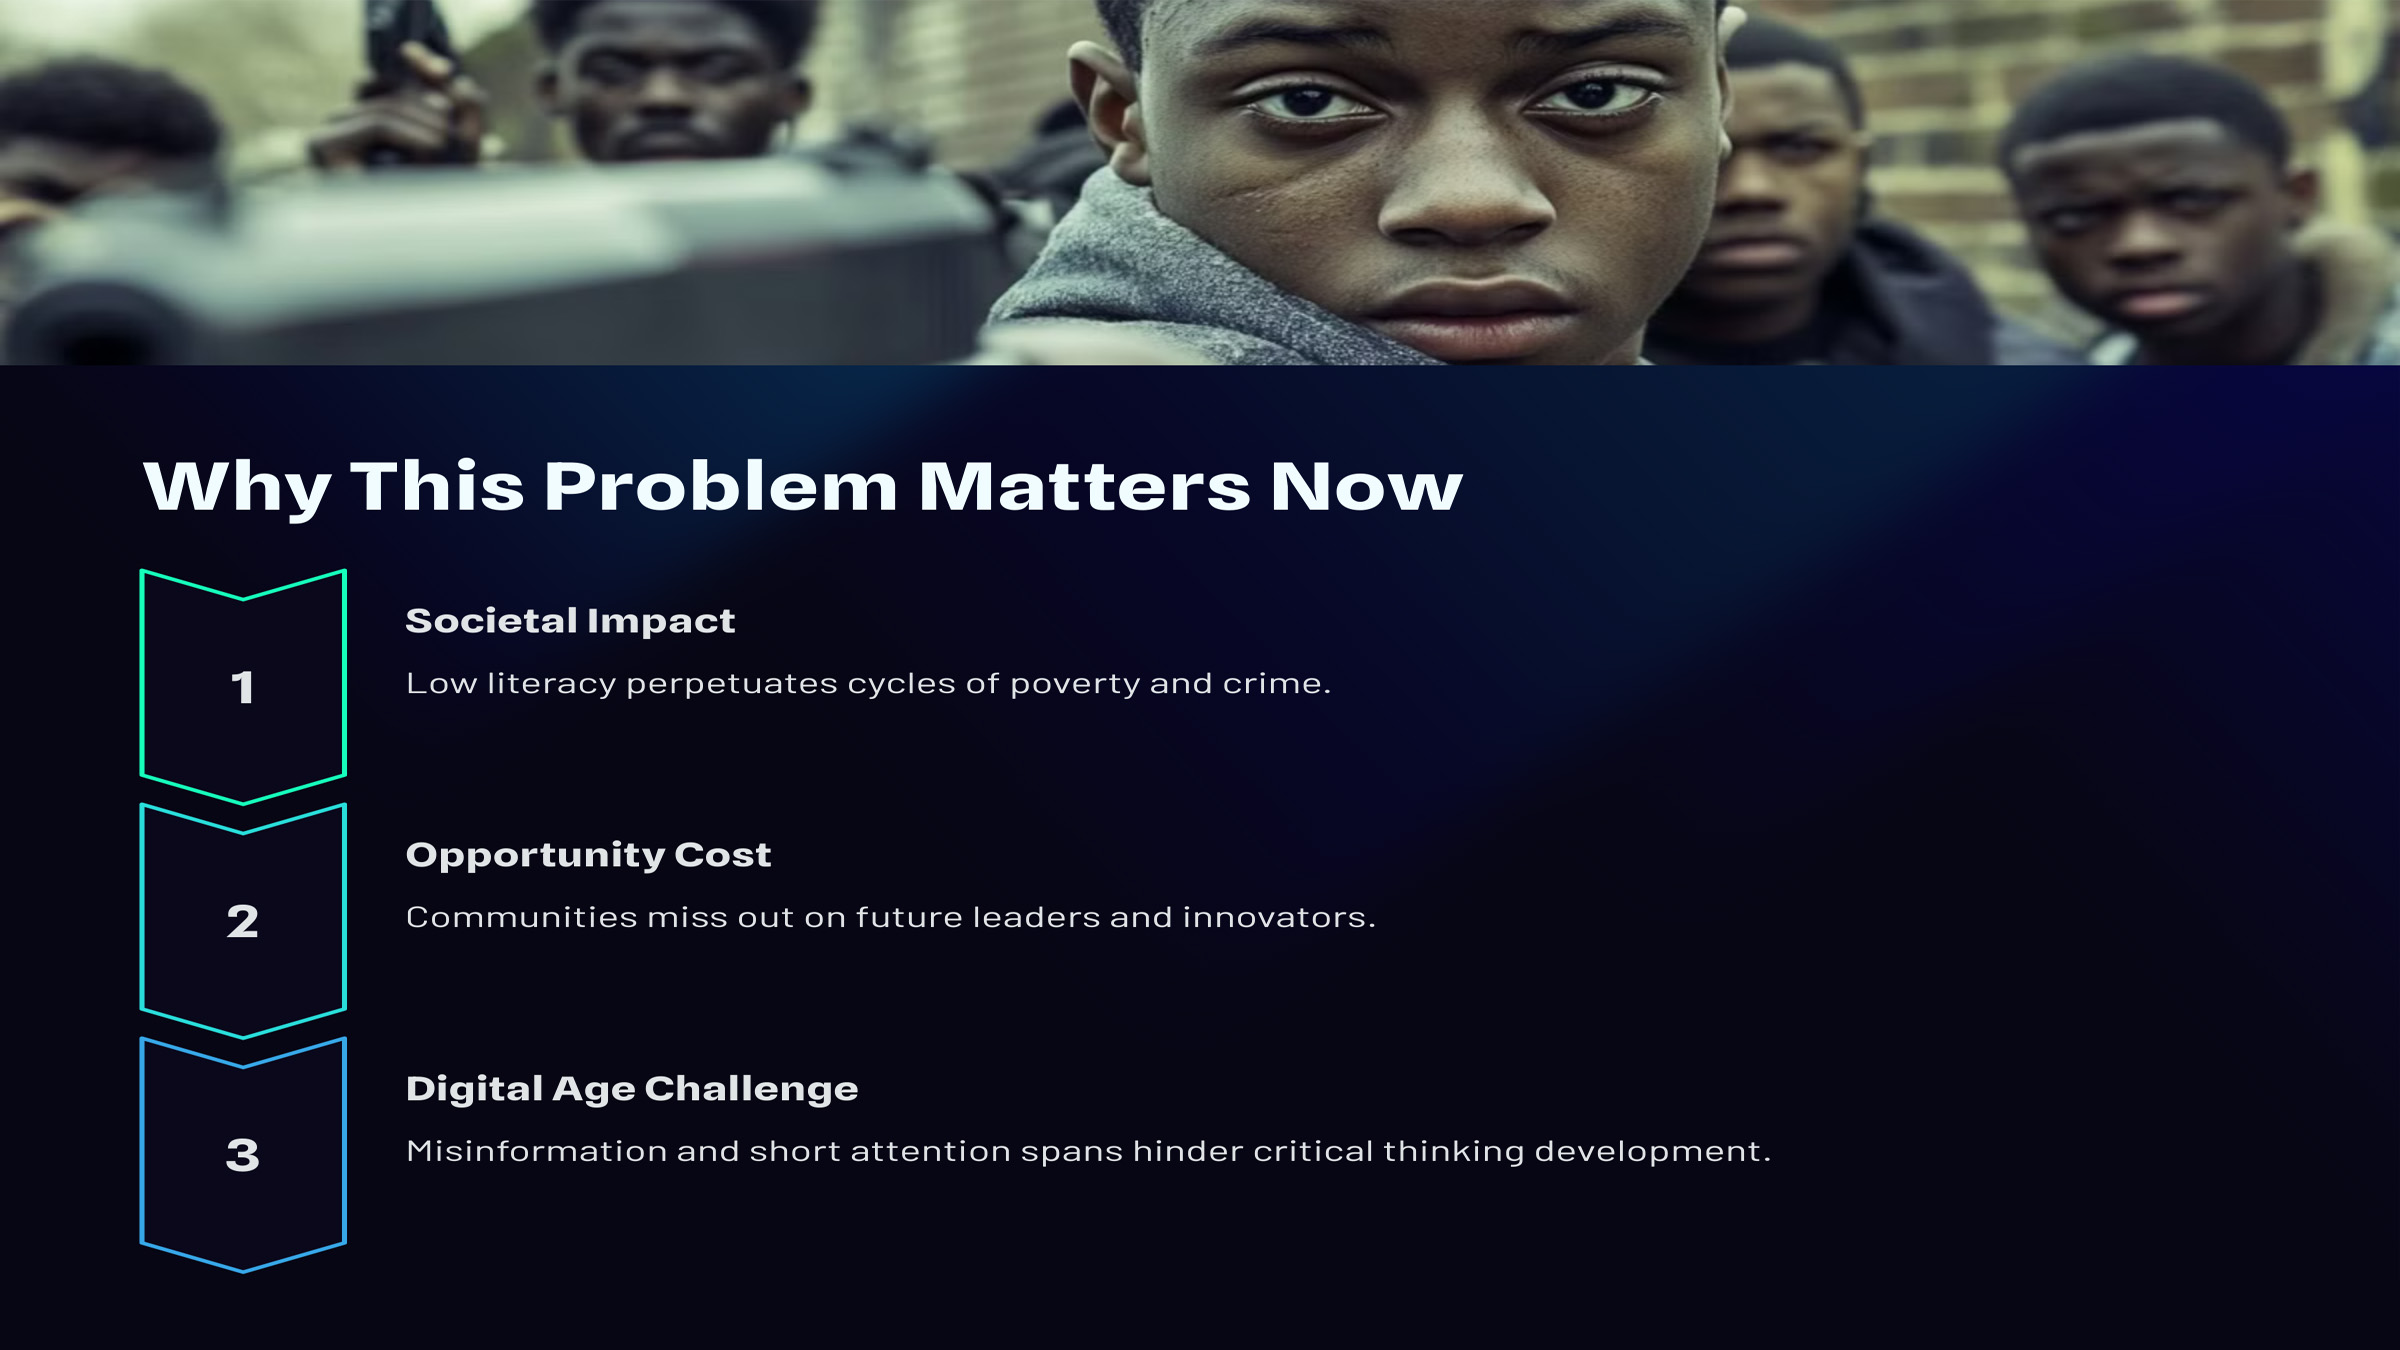 Why This Problem Matters Now
1
Societal Impact
Low literacy perpetuates cycles of poverty and crime.
2
Opportunity Cost
Communities miss out on future leaders and innovators.
3
Digital Age Challenge
Misinformation and short attention spans hinder critical thinking development.